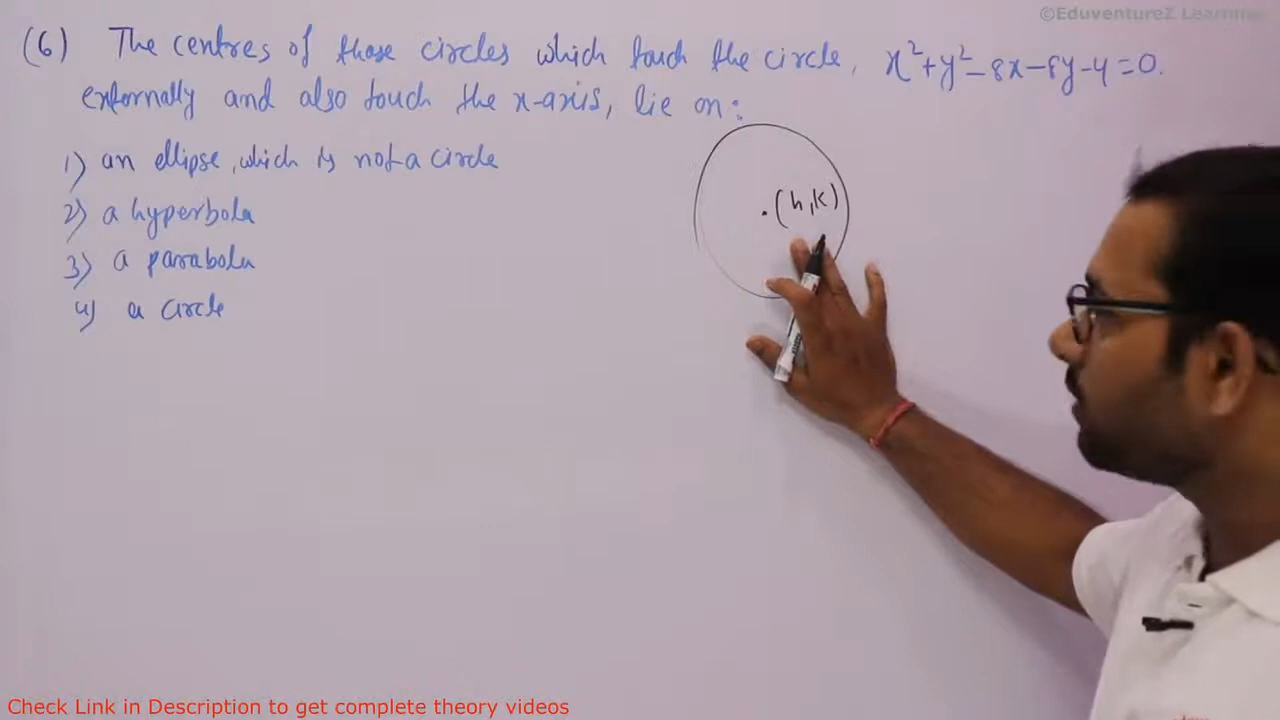 ©EduventureZ Learning
(6) The centres of those circles which touch the circle, x²+y²-8x-8y-4=0.
externally and also touch the x-axis, lie on:
1) an ellipse, which is not a circle
2) a hyperbola
3) a parabola
4) a circle
(h,k)
Check Link in Description to get complete theory videos